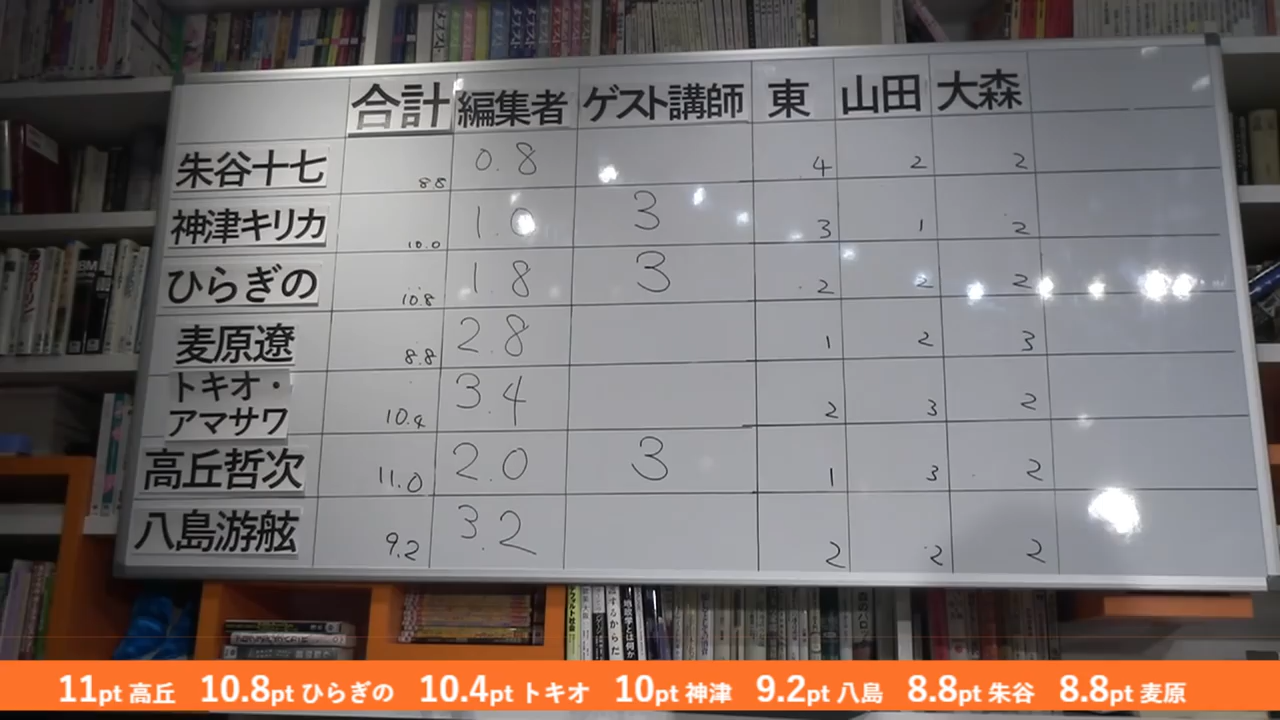 合計 編集者 ゲスト講師 東 山田 大森
朱谷十七 8.8 0.8 4 2 2
神津キリカ 10.0 1.0 3 3 1 2
ひらぎの 10.8 1.8 3 2 2 2
麦原遼 8.8 2.8 1 2 3
トキオ・
アマサワ 10.4 3.4 2 3 2
高丘哲次 11.0 2.0 3 1 3 2
八島游舷 9.2 3.2 2 2 2
11pt 高丘 10.8pt ひらぎの 10.4pt トキオ 10pt 神津 9.2pt 八島 8.8pt 朱谷 8.8pt 麦原